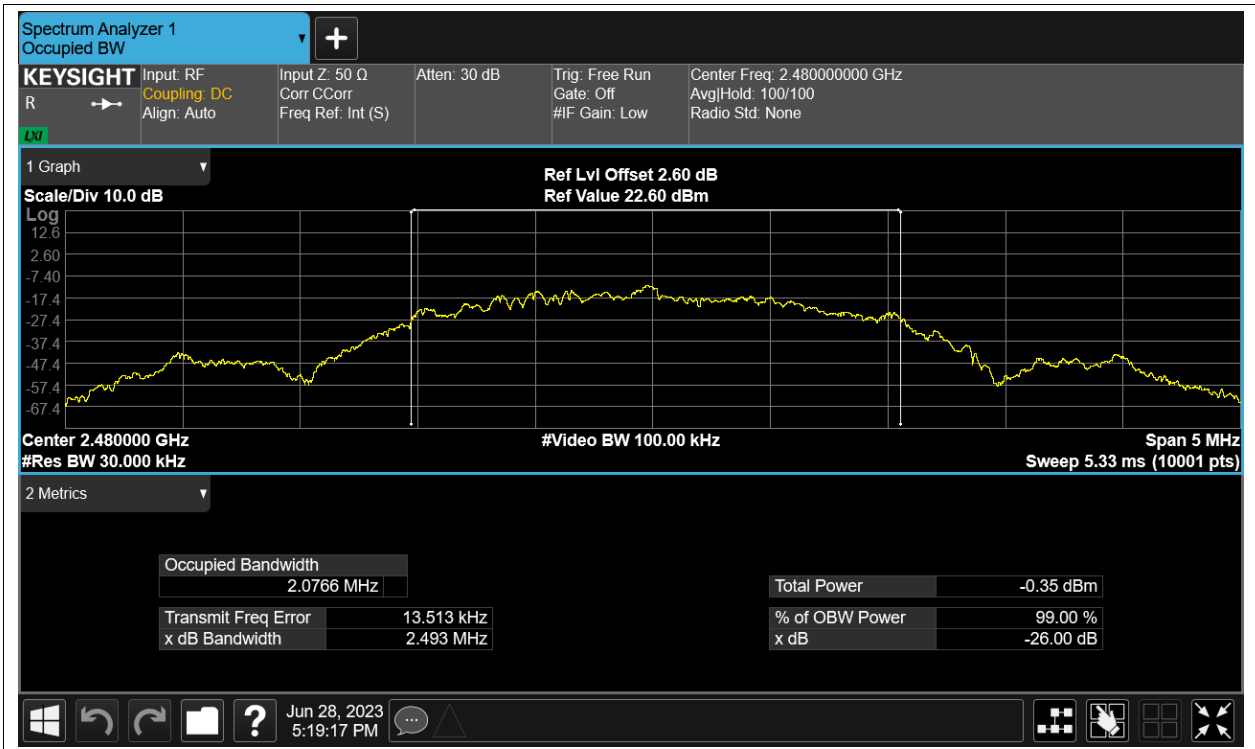 Spectrum Analyzer 1
Occupied BW
KEYSIGHT Input: RF Input Z: 50 Ω Atten: 30 dB Trig: Free Run Center Freq: 2.480000000 GHz
R Coupling: DC Corr CCorr Gate: Off Avg|Hold: 100/100
Align: Auto Freq Ref: Int (S) #IF Gain: Low Radio Std: None
LXI
1 Graph
Ref Lvl Offset 2.60 dB
Scale/Div 10.0 dB Ref Value 22.60 dBm
Log
12.6
2.60
-7.40
-17.4
-27.4
-37.4
-47.4
-57.4
-67.4
Center 2.480000 GHz #Video BW 100.00 kHz Span 5 MHz
#Res BW 30.000 kHz Sweep 5.33 ms (10001 pts)
2 Metrics
Occupied Bandwidth
2.0766 MHz Total Power -0.35 dBm
Transmit Freq Error 13.513 kHz % of OBW Power 99.00 %
x dB Bandwidth 2.493 MHz x dB -26.00 dB
? Jun 28, 2023
5:19:17 PM